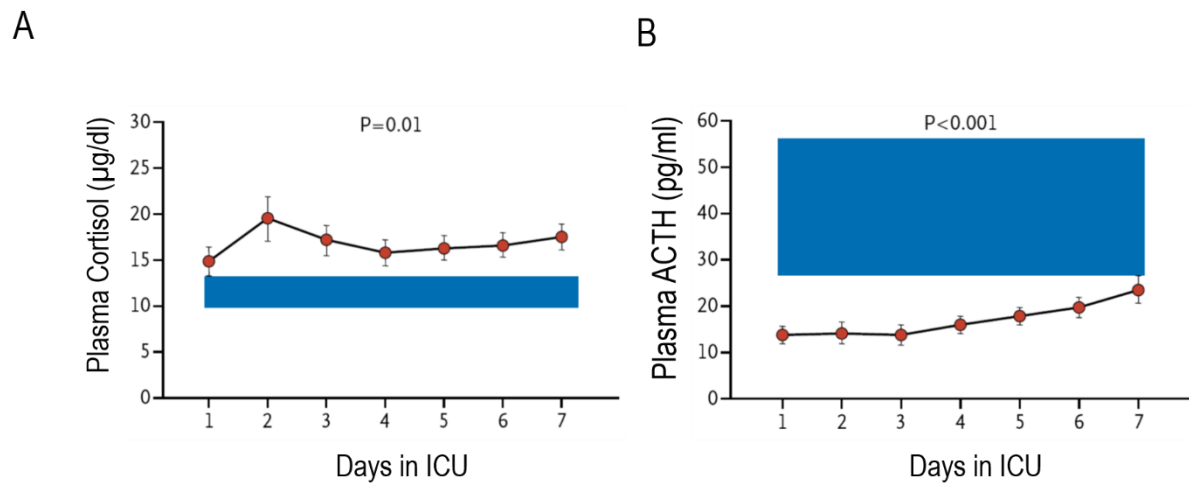 A
P=0.01
Plasma Cortisol (µg/dl)
30
25
20
15
10
5
0
1 2 3 4 5 6 7
Days in ICU
B
P<0.001
Plasma ACTH (pg/ml)
60
50
40
30
20
10
0
1 2 3 4 5 6 7
Days in ICU